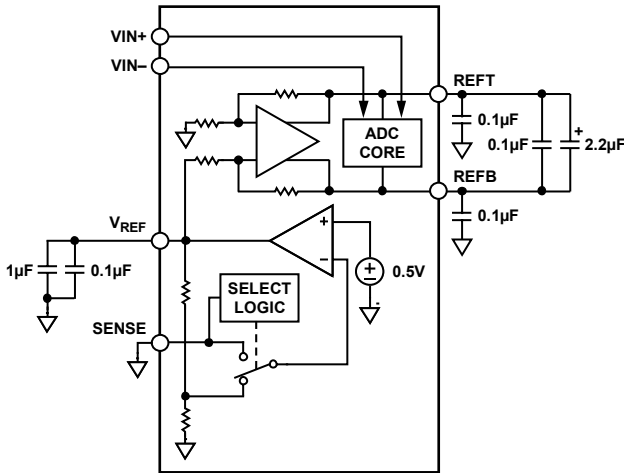 VIN+
VIN–
REFT
0.1µF
ADC
CORE
0.1µF
+
2.2µF
REFB
0.1µF
VREF
+
–
+
–
0.5V
1µF
0.1µF
SELECT
LOGIC
SENSE